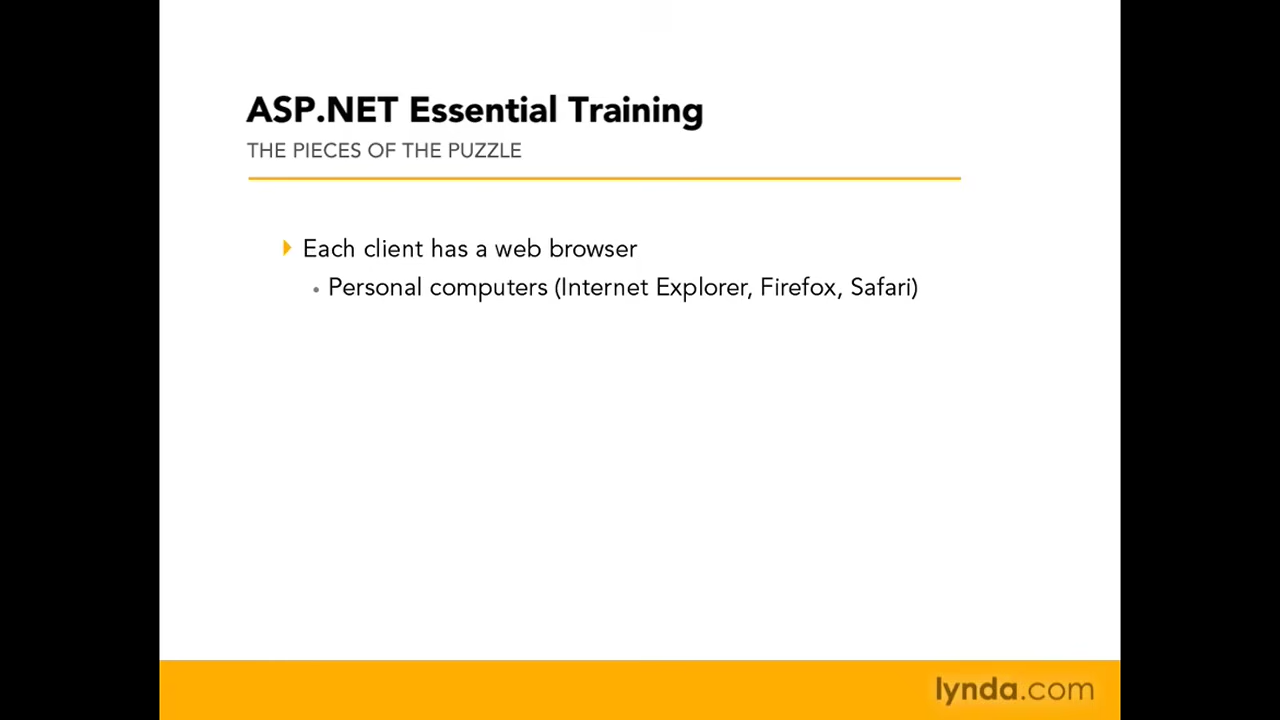 ASP.NET Essential Training
THE PIECES OF THE PUZZLE
Each client has a web browser
• Personal computers (Internet Explorer, Firefox, Safari)
lynda.com